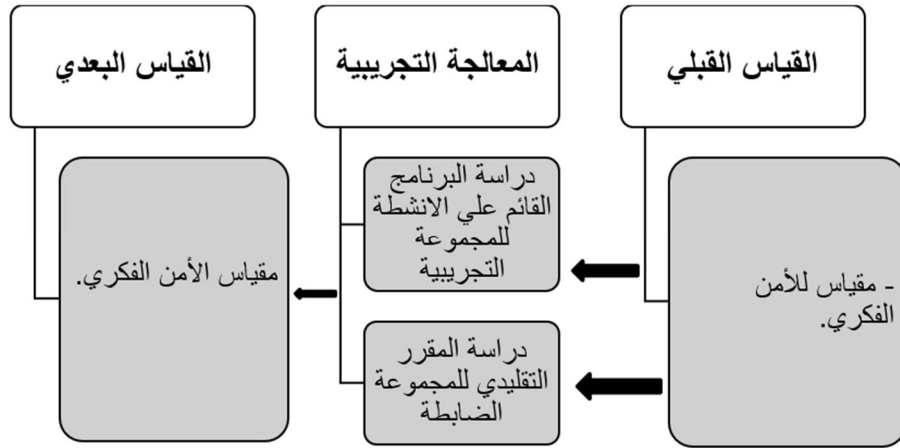 القياس القبلي
المعالجة التجريبية
القياس البعدي
- مقياس للأمن
الفكري.
دراسة البرنامج
القائم علي الانشطة
للمجموعة
التجريبية
دراسة المقرر
التقليدي للمجموعة
الضابطة
مقياس الأمن الفكري.